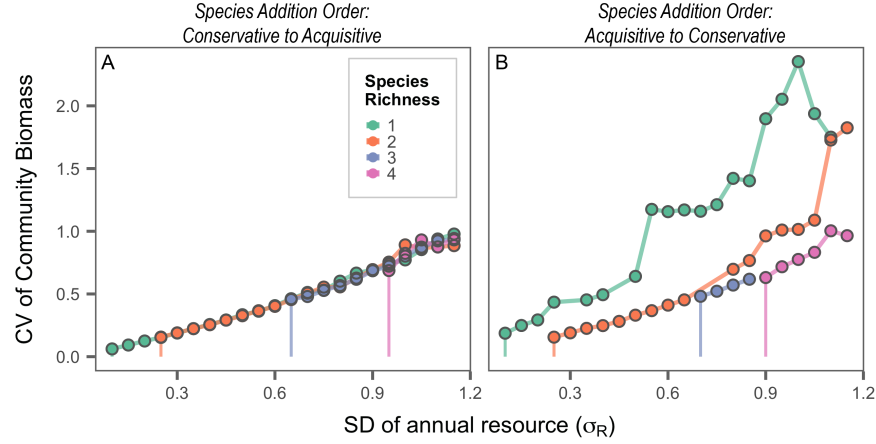 Species Addition Order:
Conservative to Acquisitive
Species Addition Order:
Acquisitive to Conservative
A
B
Species
Richness
1
2
3
4
CV of Community Biomass
2.0
1.5
1.0
0.5
0.0
0.3
0.6
0.9
1.2
0.3
0.6
0.9
1.2
SD of annual resource (σR)